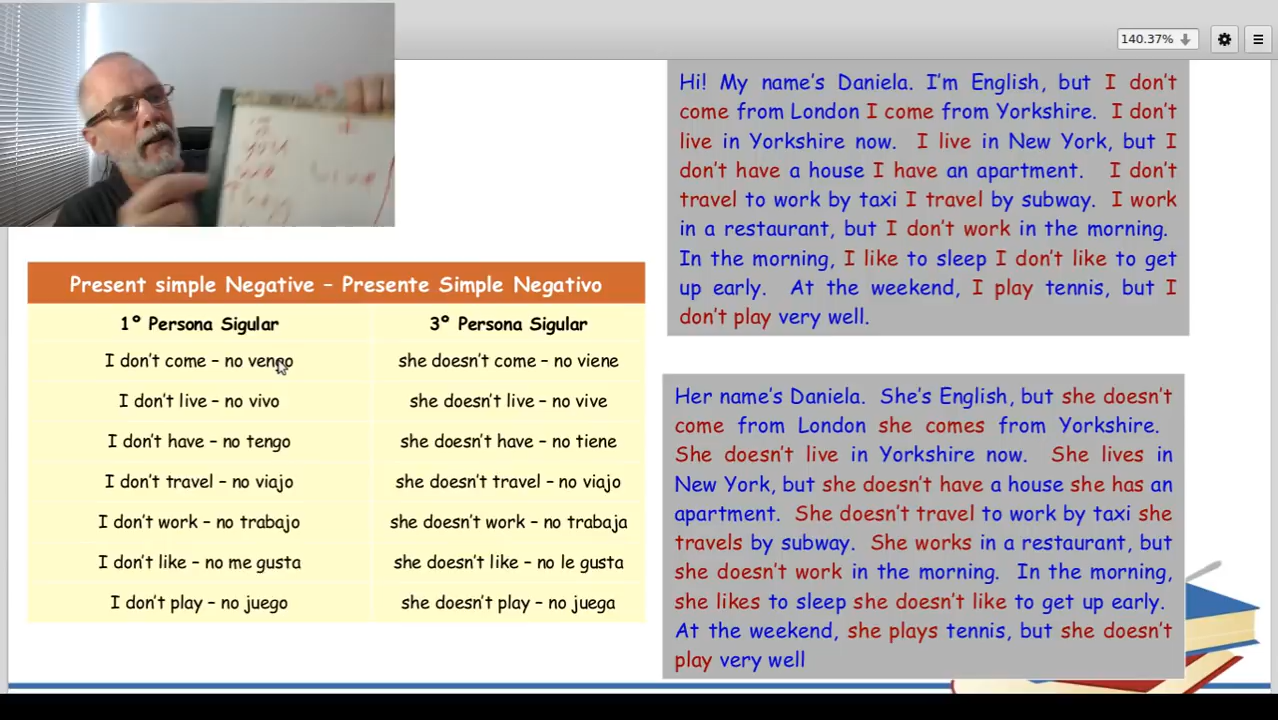 I
you
we
They
live
140.37%
Hi! My name's Daniela. I'm English, but I don't
come from London I come from Yorkshire. I don't
live in Yorkshire now. I live in New York, but I
don't have a house I have an apartment. I don't
travel to work by taxi I travel by subway. I work
in a restaurant, but I don't work in the morning.
In the morning, I like to sleep I don't like to get
up early. At the weekend, I play tennis, but I
don't play very well.
Present simple Negative – Presente Simple Negativo
1º Persona Sigular
3º Persona Sigular
I don't come – no vengo
she doesn't come – no viene
I don't live – no vivo
she doesn't live – no vive
I don't have – no tengo
she doesn't have – no tiene
I don't travel – no viajo
she doesn't travel – no viajo
I don't work – no trabajo
she doesn't work – no trabaja
I don't like – no me gusta
she doesn't like – no le gusta
I don't play – no juego
she doesn't play – no juega
Her name's Daniela. She's English, but she doesn't
come from London she comes from Yorkshire.
She doesn't live in Yorkshire now. She lives in
New York, but she doesn't have a house she has an
apartment. She doesn't travel to work by taxi she
travels by subway. She works in a restaurant, but
she doesn't work in the morning. In the morning,
she likes to sleep she doesn't like to get up early.
At the weekend, she plays tennis, but she doesn't
play very well